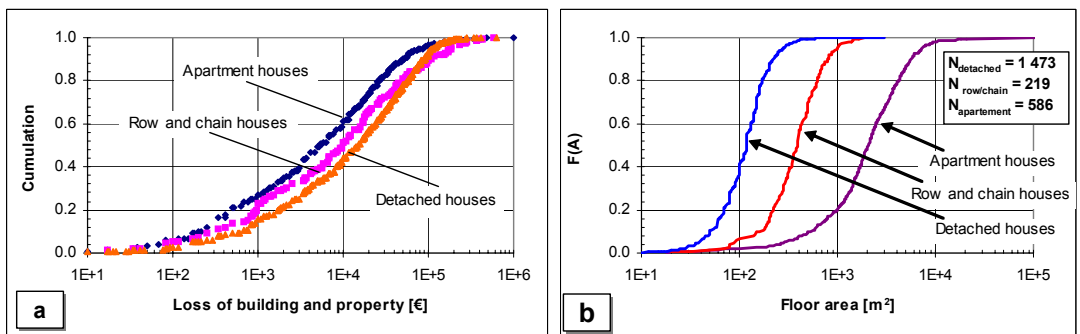 1.0
0.8
0.6
0.4
0.2
0.0
Cumulation
Apartment houses
Row and chain houses
Detached houses
1E+1 1E+2 1E+3 1E+4 1E+5 1E+6
Loss of building and property [€]
a
1.0
0.8
0.6
0.4
0.2
0.0
F(A)
N detached = 1 473
N row/chain = 219
N apartement = 586
Apartment houses
Row and chain houses
Detached houses
1E+1 1E+2 1E+3 1E+4 1E+5
Floor area [m²]
b